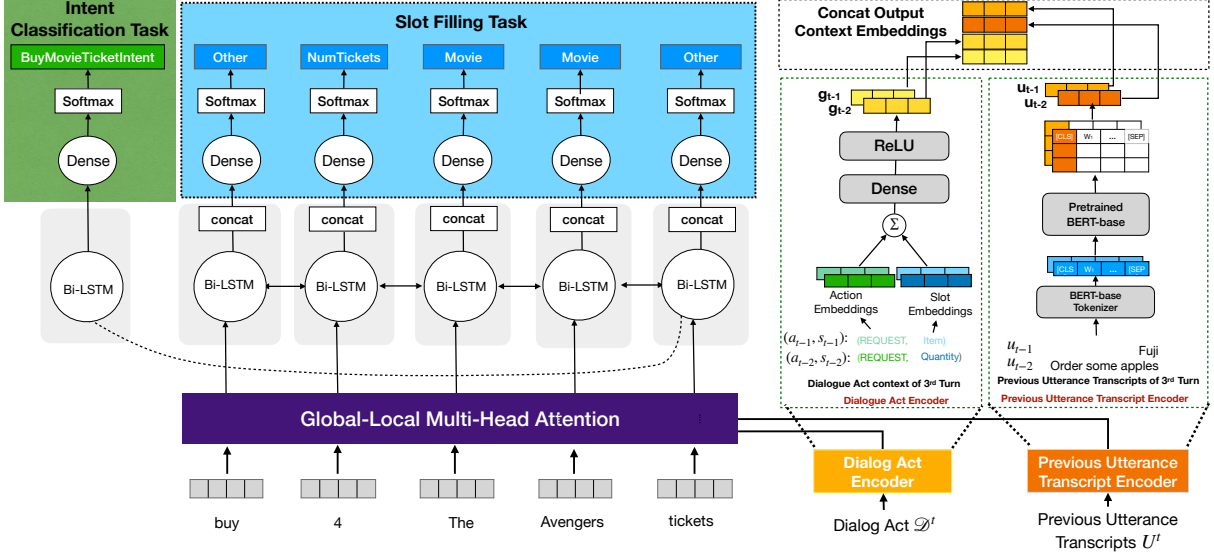 Intent
Classification Task
BuyMovieTicketIntent
Softmax
Dense
Bi-LSTM
Slot Filling Task
Other NumTickets Movie Movie Other
Softmax Softmax Softmax Softmax Softmax
Dense Dense Dense Dense Dense
concat concat concat concat concat
Bi-LSTM Bi-LSTM Bi-LSTM Bi-LSTM Bi-LSTM
Global-Local Multi-Head Attention
buy 4 The Avengers tickets
Concat Output
Context Embeddings
gt-1
gt-2
ReLU
Dense
Σ
Action
Embeddings
Slot
Embeddings
(at−1, st−1): (REQUEST, Item)
(at−2, st−2): (REQUEST, Quantity)
Dialogue Act context of 3rd Turn
Dialogue Act Encoder
ut-1
ut-2
[CLS] W1 ... [SEP]
Pretrained
BERT-base
[CLS W1 ... [SEP
BERT-base
Tokenizer
ut−1 Fuji
ut−2 Order some apples
Previous Utterance Transcripts of 3rd Turn
Previous Utterance Transcript Encoder
Dialog Act
Encoder
Dialog Act 𝒟t
Previous Utterance
Transcript Encoder
Previous Utterance
Transcripts Ut